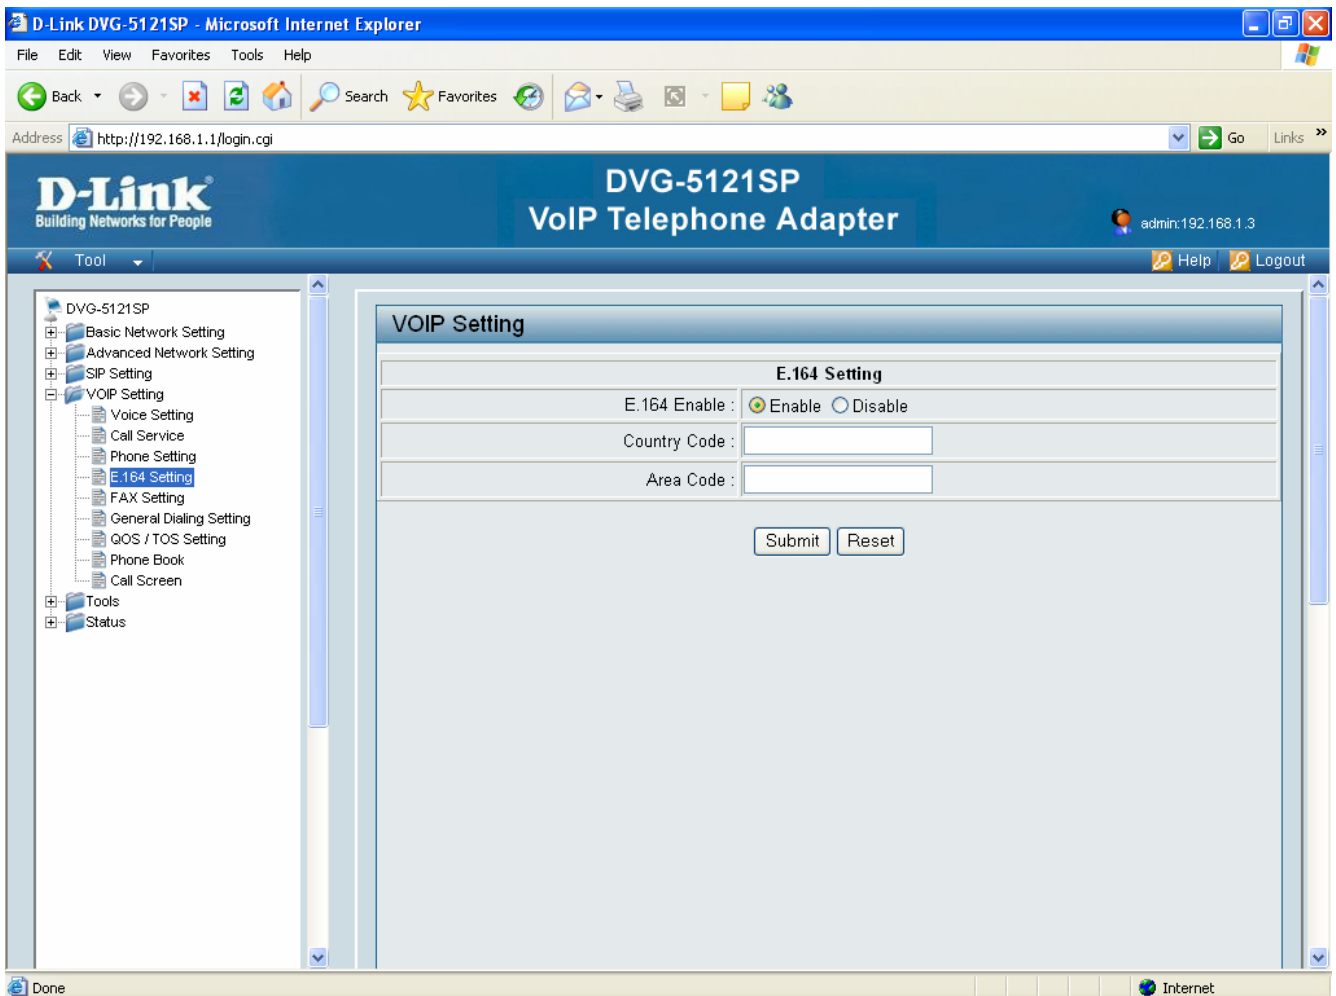 D-Link DVG-5121SP - Microsoft Internet Explorer
File Edit View Favorites Tools Help
Back Search Favorites
Address http://192.168.1.1/login.cgi Go Links »
D-Link®
Building Networks for People
DVG-5121SP
VoIP Telephone Adapter
admin:192.168.1.3
Tool Help Logout
DVG-5121SP
Basic Network Setting
Advanced Network Setting
SIP Setting
VOIP Setting
Voice Setting
Call Service
Phone Setting
E.164 Setting
FAX Setting
General Dialing Setting
QOS / TOS Setting
Phone Book
Call Screen
Tools
Status
VOIP Setting
E.164 Setting
E.164 Enable : Enable Disable
Country Code :
Area Code :
Submit Reset
Done Internet